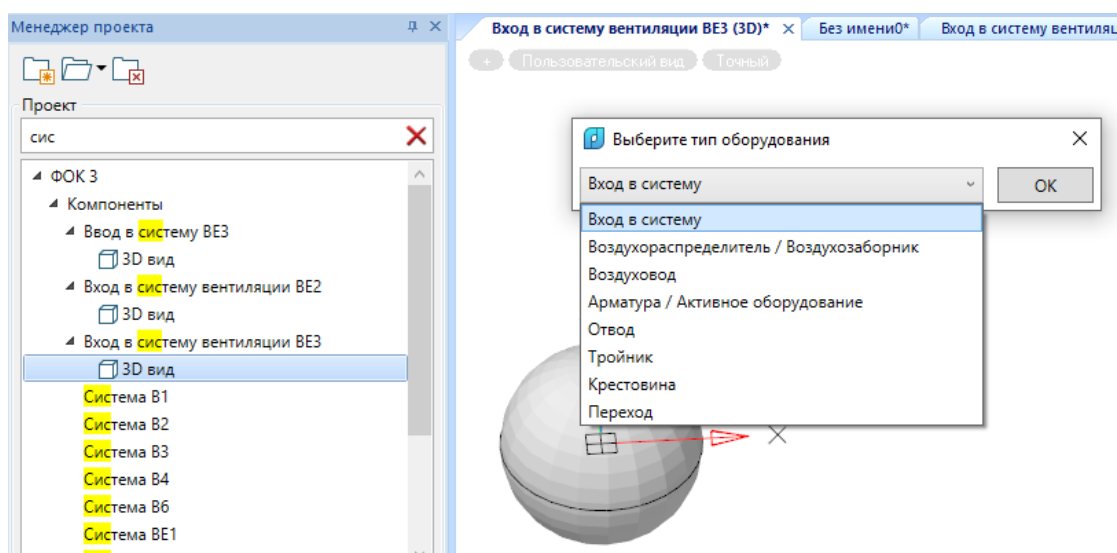 Менеджер проекта
Проект
сис
ФОК 3
Компоненты
Ввод в систему ВЕ3
3D вид
Вход в систему вентиляции ВЕ2
3D вид
Вход в систему вентиляции ВЕ3
3D вид
Система В1
Система В2
Система В3
Система В4
Система В6
Система ВЕ1
Вход в систему вентиляции ВЕ3 (3D)* Без имени0* Вход в систему вентиляц
+ Пользовательский вид Точный
Выберите тип оборудования
Вход в систему ОК
Вход в систему
Воздухораспределитель / Воздухозаборник
Воздуховод
Арматура / Активное оборудование
Отвод
Тройник
Крестовина
Переход